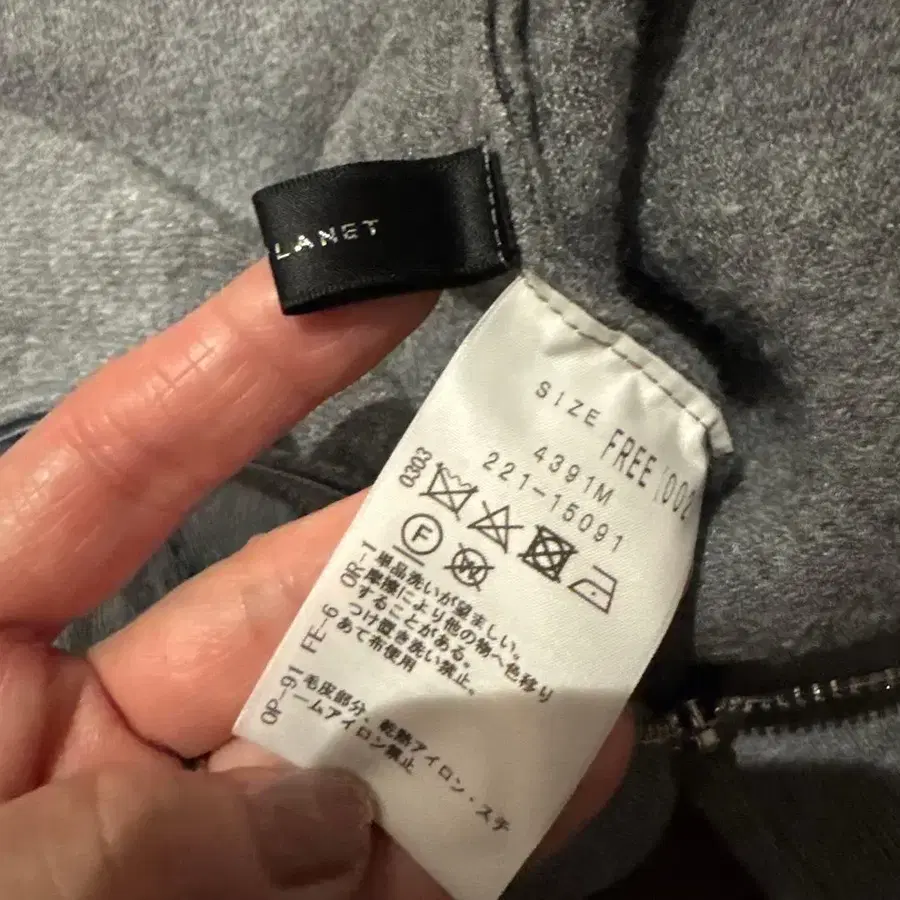 LANET
SIZE FREE (002
4391M
221-15091
0303
F
W
OR-1 単品洗いが望ましい。
摩擦により他の物へ色移り
することがある。
FE-6 つけ置き洗い禁止。
あて布使用
OP-91 毛皮部分、乾熱アイロン・スチ
ームアイロン禁止